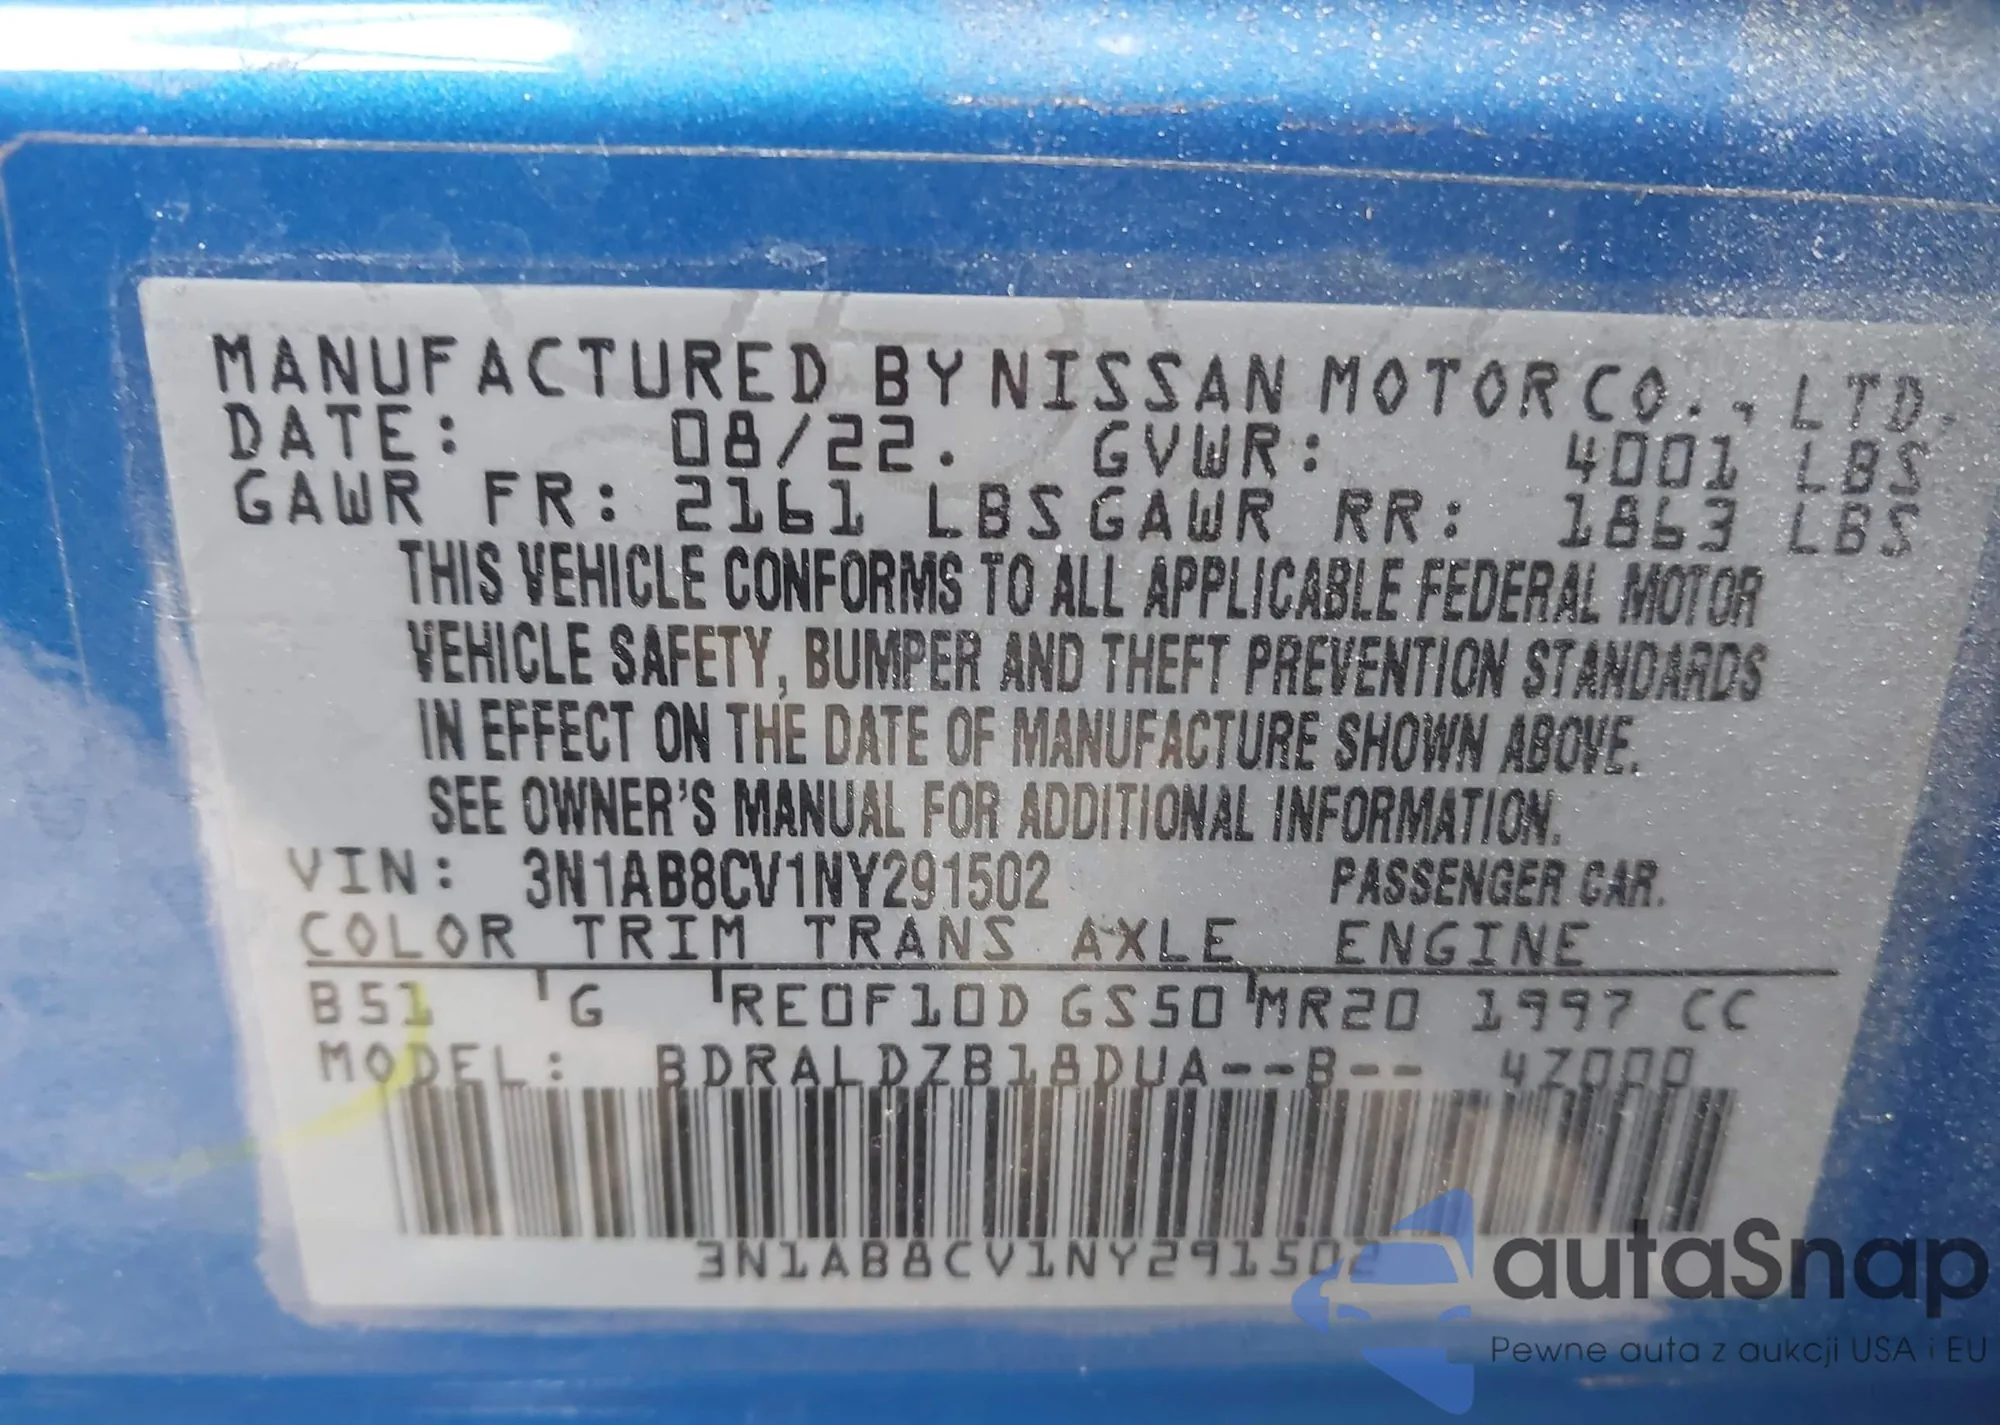 MANUFACTURED BY NISSAN MOTOR CO., LTD.
DATE: 08/22. GVWR: 4001 LBS
GAWR FR: 2161 LBS GAWR RR: 1863 LBS
THIS VEHICLE CONFORMS TO ALL APPLICABLE FEDERAL MOTOR
VEHICLE SAFETY, BUMPER AND THEFT PREVENTION STANDARDS
IN EFFECT ON THE DATE OF MANUFACTURE SHOWN ABOVE.
SEE OWNER'S MANUAL FOR ADDITIONAL INFORMATION.
VIN: 3N1AB8CV1NY291502 PASSENGER CAR.
COLOR TRIM TRANS AXLE ENGINE
B51 G RE0F10D GS50 MR20 1997 CC
MODEL: BDRALDZB18DUA--B-- 4Z000
3N1AB8CV1NY291502
autaSnap
Pewne auta z aukcji USA i EU